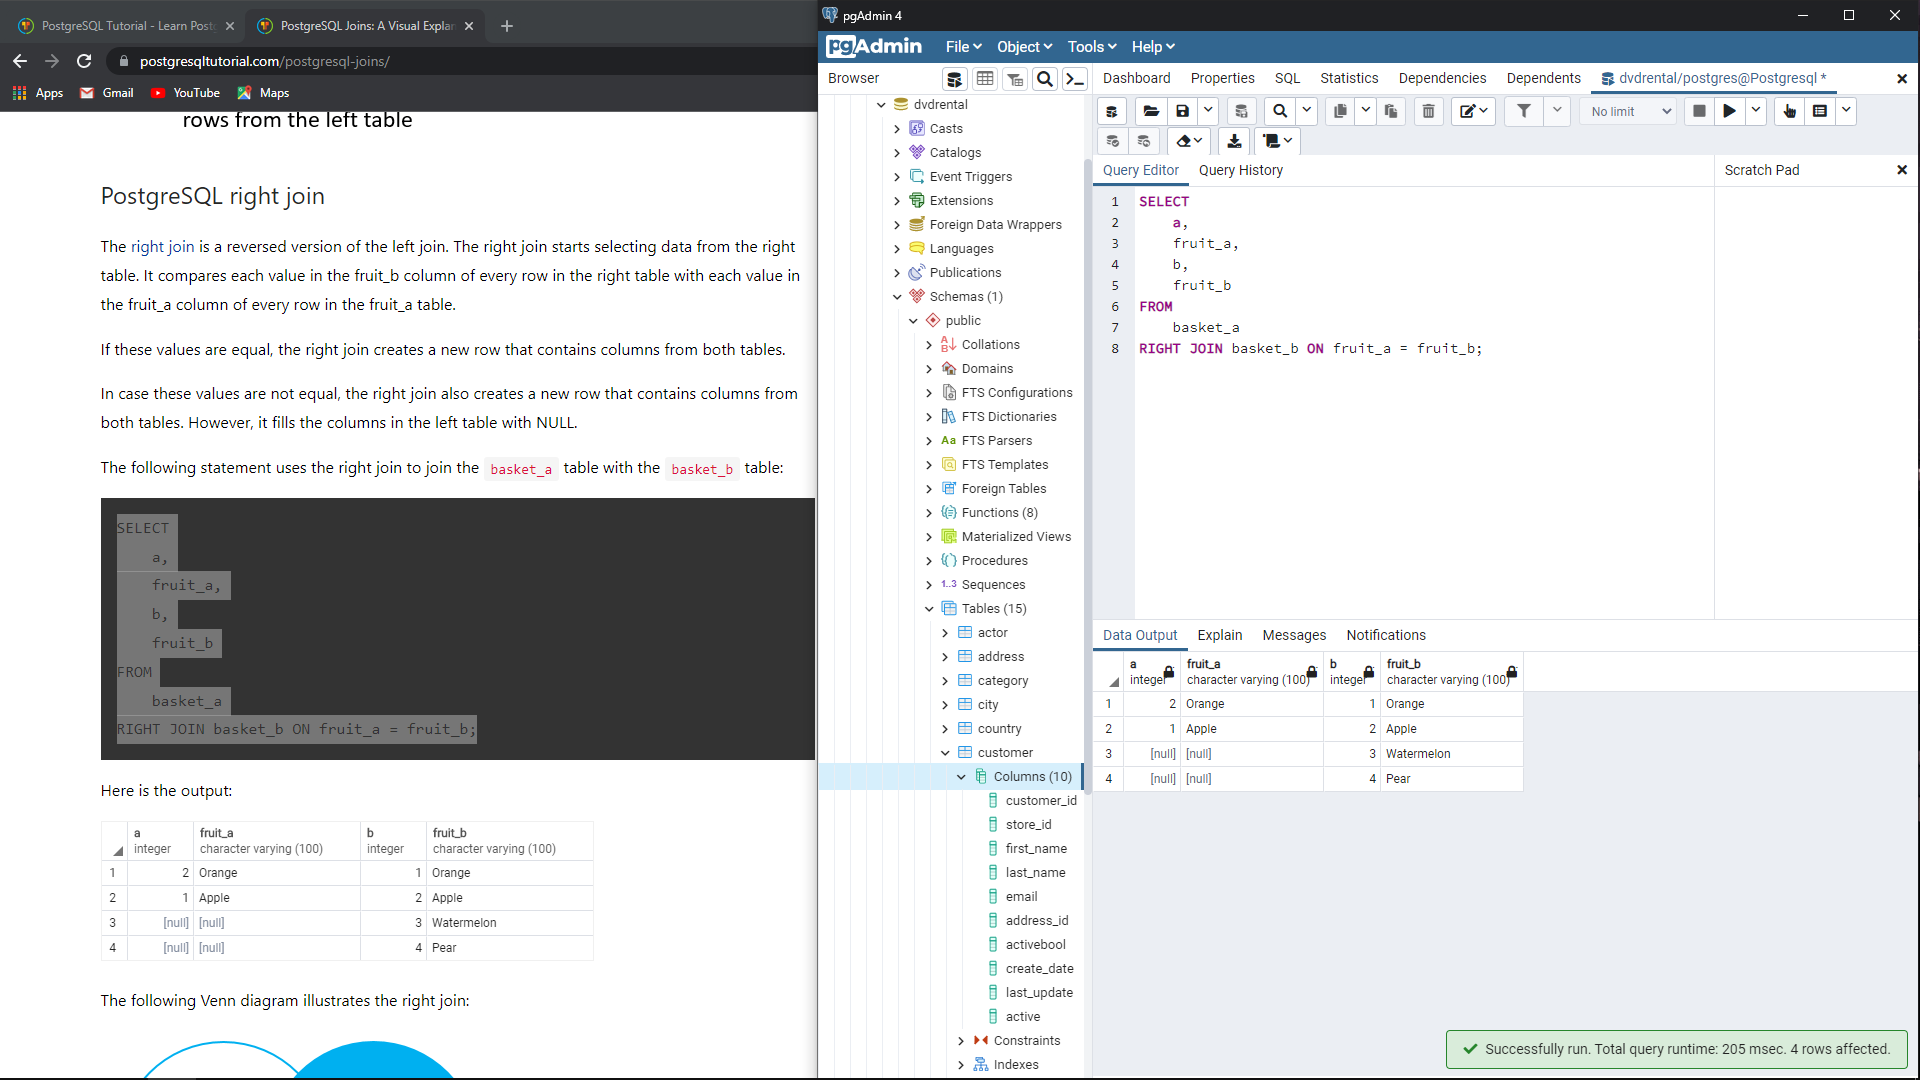 PostgreSQL Tutorial - Learn Post
PostgreSQL Joins: A Visual Explan
postgresqltutorial.com/postgresql-joins/
Apps
Gmail
YouTube
Maps
rows from the left table
PostgreSQL right join
The right join is a reversed version of the left join. The right join starts selecting data from the right
table. It compares each value in the fruit_b column of every row in the right table with each value in
the fruit_a column of every row in the fruit_a table.
If these values are equal, the right join creates a new row that contains columns from both tables.
In case these values are not equal, the right join also creates a new row that contains columns from
both tables. However, it fills the columns in the left table with NULL.
The following statement uses the right join to join the basket_a table with the basket_b table:
SELECT
a,
fruit_a,
b,
fruit_b
FROM
basket_a
RIGHT JOIN basket_b ON fruit_a = fruit_b;
Here is the output:
a fruit_a b fruit_b
integer character varying (100) integer character varying (100)
1 2 Orange 1 Orange
2 1 Apple 2 Apple
3 [null] [null] 3 Watermelon
4 [null] [null] 4 Pear
The following Venn diagram illustrates the right join:
pgAdmin 4
pgAdmin File Object Tools Help
Browser
dvdrental
Casts
Catalogs
Event Triggers
Extensions
Foreign Data Wrappers
Languages
Publications
Schemas (1)
public
Collations
Domains
FTS Configurations
FTS Dictionaries
Aa FTS Parsers
FTS Templates
Foreign Tables
Functions (8)
Materialized Views
Procedures
1..3 Sequences
Tables (15)
actor
address
category
city
country
customer
Columns (10)
customer_id
store_id
first_name
last_name
email
address_id
activebool
create_date
last_update
active
Constraints
Indexes
Dashboard Properties SQL Statistics Dependencies Dependents dvdrental/postgres@Postgresql *
No limit
Query Editor Query History
Scratch Pad
1 SELECT
2 a,
3 fruit_a,
4 b,
5 fruit_b
6 FROM
7 basket_a
8 RIGHT JOIN basket_b ON fruit_a = fruit_b;
Data Output Explain Messages Notifications
a fruit_a b fruit_b
integer character varying (100) integer character varying (100)
1 2 Orange 1 Orange
2 1 Apple 2 Apple
3 [null] [null] 3 Watermelon
4 [null] [null] 4 Pear
Successfully run. Total query runtime: 205 msec. 4 rows affected.